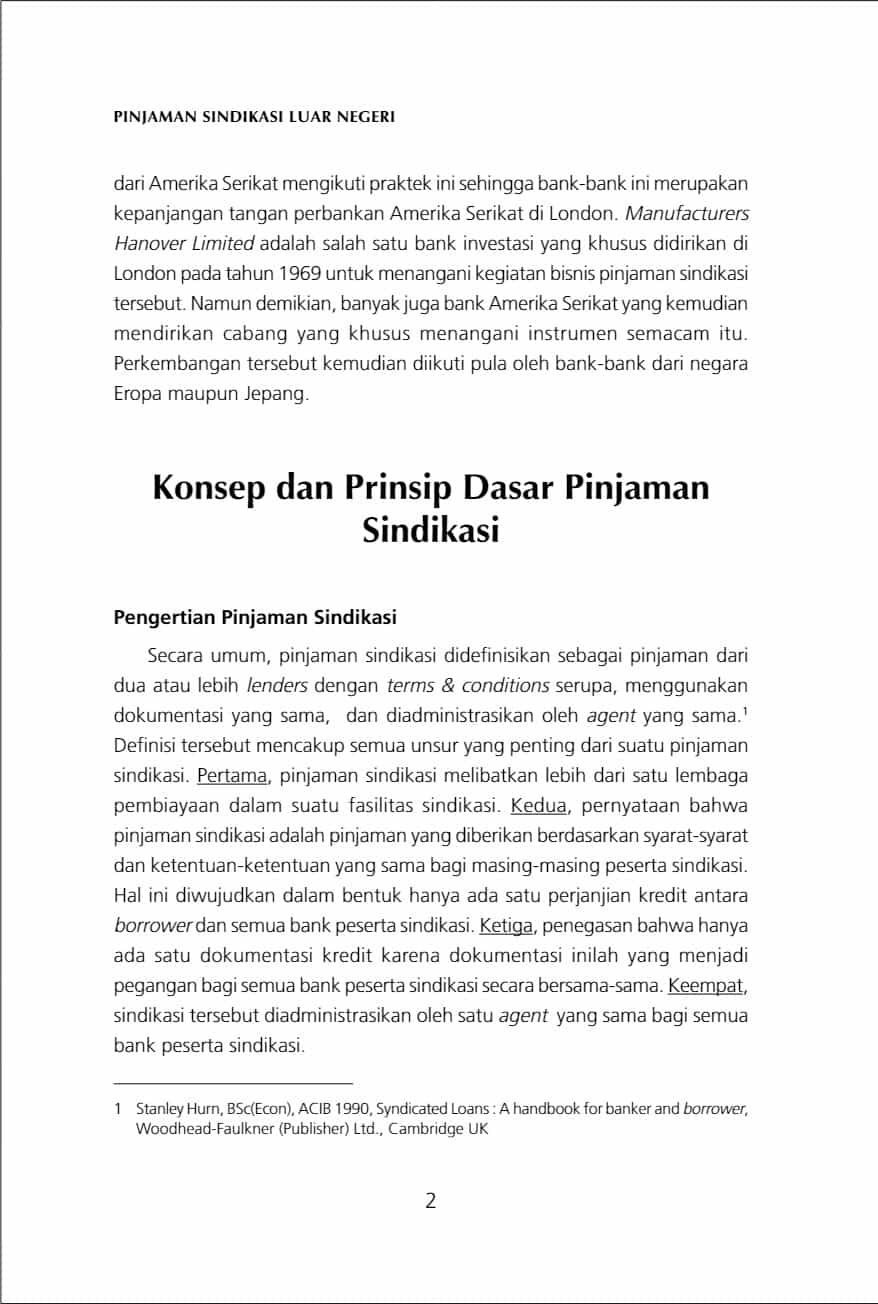 PINJAMAN SINDIKASI LUAR NEGERI
dari Amerika Serikat mengikuti praktek ini sehingga bank-bank ini merupakan
kepanjangan tangan perbankan Amerika Serikat di London. Manufacturers
Hanover Limited adalah salah satu bank investasi yang khusus didirikan di
London pada tahun 1969 untuk menangani kegiatan bisnis pinjaman sindikasi
tersebut. Namun demikian, banyak juga bank Amerika Serikat yang kemudian
mendirikan cabang yang khusus menangani instrumen semacam itu.
Perkembangan tersebut kemudian diikuti pula oleh bank-bank dari negara
Eropa maupun Jepang.
Konsep dan Prinsip Dasar Pinjaman
Sindikasi
Pengertian Pinjaman Sindikasi
Secara umum, pinjaman sindikasi didefinisikan sebagai pinjaman dari
dua atau lebih lenders dengan terms & conditions serupa, menggunakan
dokumentasi yang sama, dan diadministrasikan oleh agent yang sama.¹
Definisi tersebut mencakup semua unsur yang penting dari suatu pinjaman
sindikasi. Pertama, pinjaman sindikasi melibatkan lebih dari satu lembaga
pembiayaan dalam suatu fasilitas sindikasi. Kedua, pernyataan bahwa
pinjaman sindikasi adalah pinjaman yang diberikan berdasarkan syarat-syarat
dan ketentuan-ketentuan yang sama bagi masing-masing peserta sindikasi.
Hal ini diwujudkan dalam bentuk hanya ada satu perjanjian kredit antara
borrower dan semua bank peserta sindikasi. Ketiga, penegasan bahwa hanya
ada satu dokumentasi kredit karena dokumentasi inilah yang menjadi
pegangan bagi semua bank peserta sindikasi secara bersama-sama. Keempat,
sindikasi tersebut diadministrasikan oleh satu agent yang sama bagi semua
bank peserta sindikasi.
1 Stanley Hurn, BSc(Econ), ACIB 1990, Syndicated Loans : A handbook for banker and borrower,
Woodhead-Faulkner (Publisher) Ltd., Cambridge UK
2